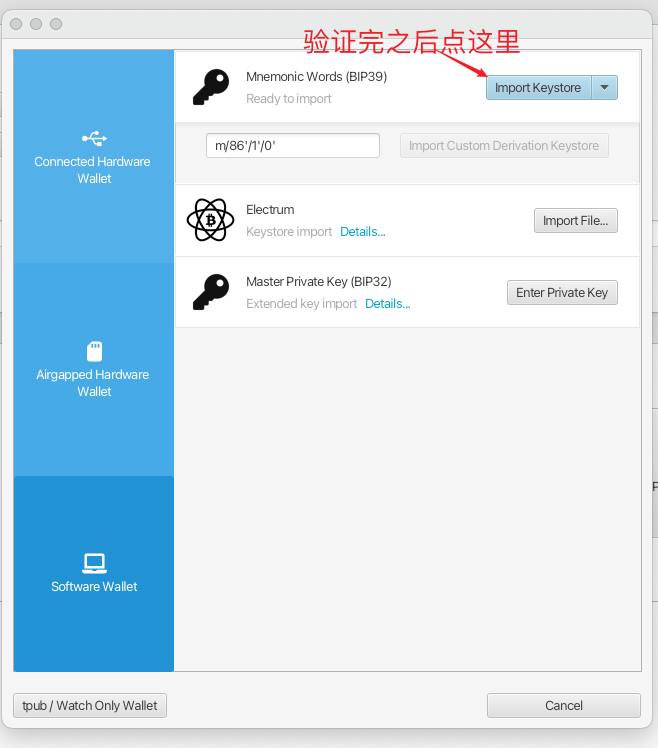 验证完之后点这里
Mnemonic Words (BIP39)
Ready to import
Import Keystore
m/86'/1'/0'
Import Custom Derivation Keystore
Connected Hardware
Wallet
Electrum
Keystore import Details...
Import File...
Master Private Key (BIP32)
Extended key import Details...
Enter Private Key
Airgapped Hardware
Wallet
Software Wallet
tpub / Watch Only Wallet
Cancel
P